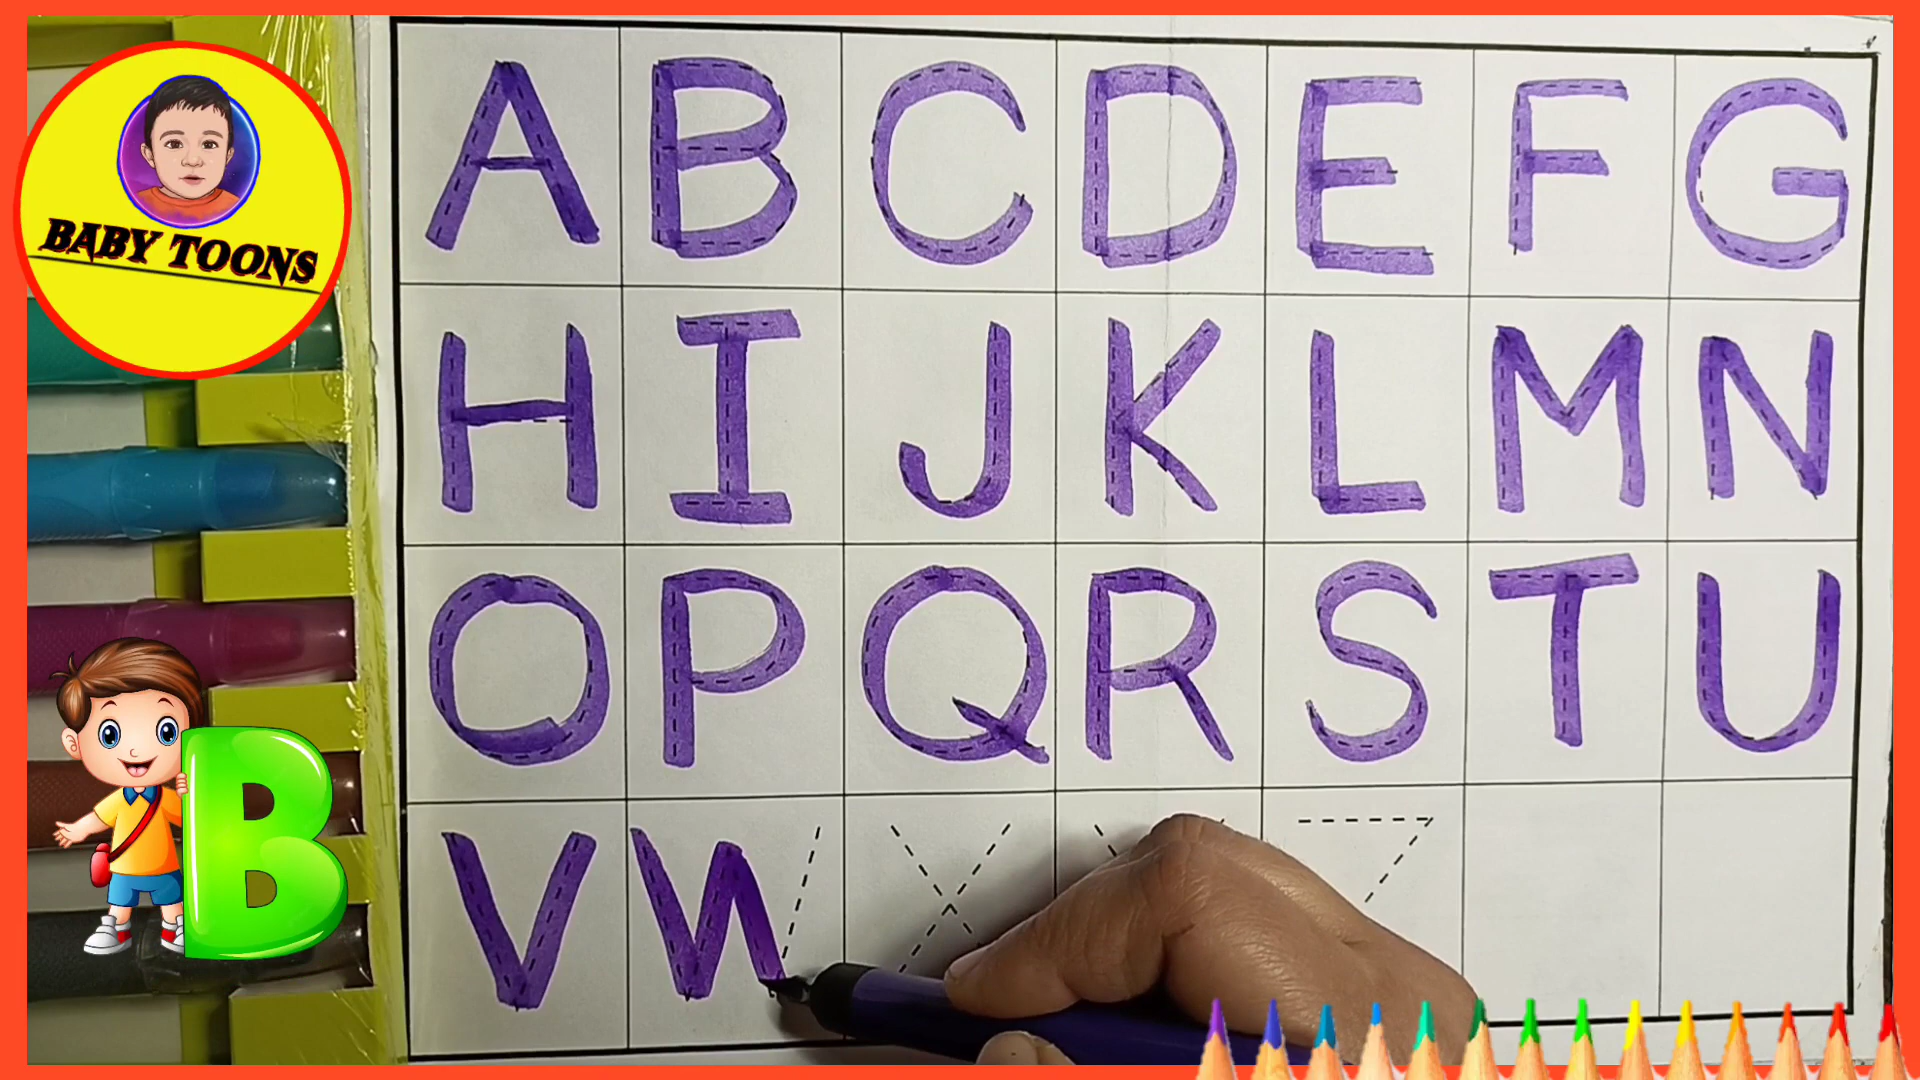 BABY TOONS
A B C D E F G
H I J K L M N
O P Q R S T U
V W X Y Z
B